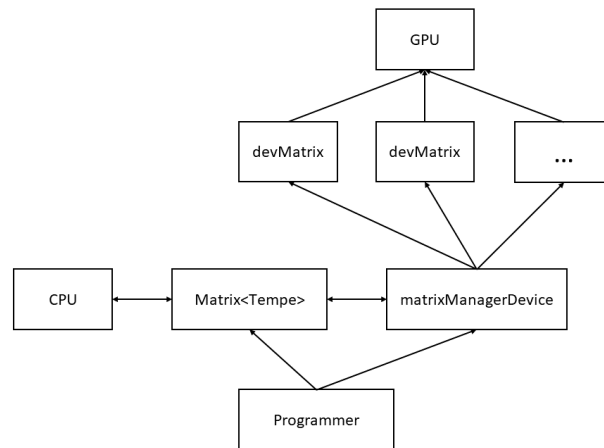 GPU
devMatrix
devMatrix
...
CPU
Matrix<Tempe>
matrixManagerDevice
Programmer